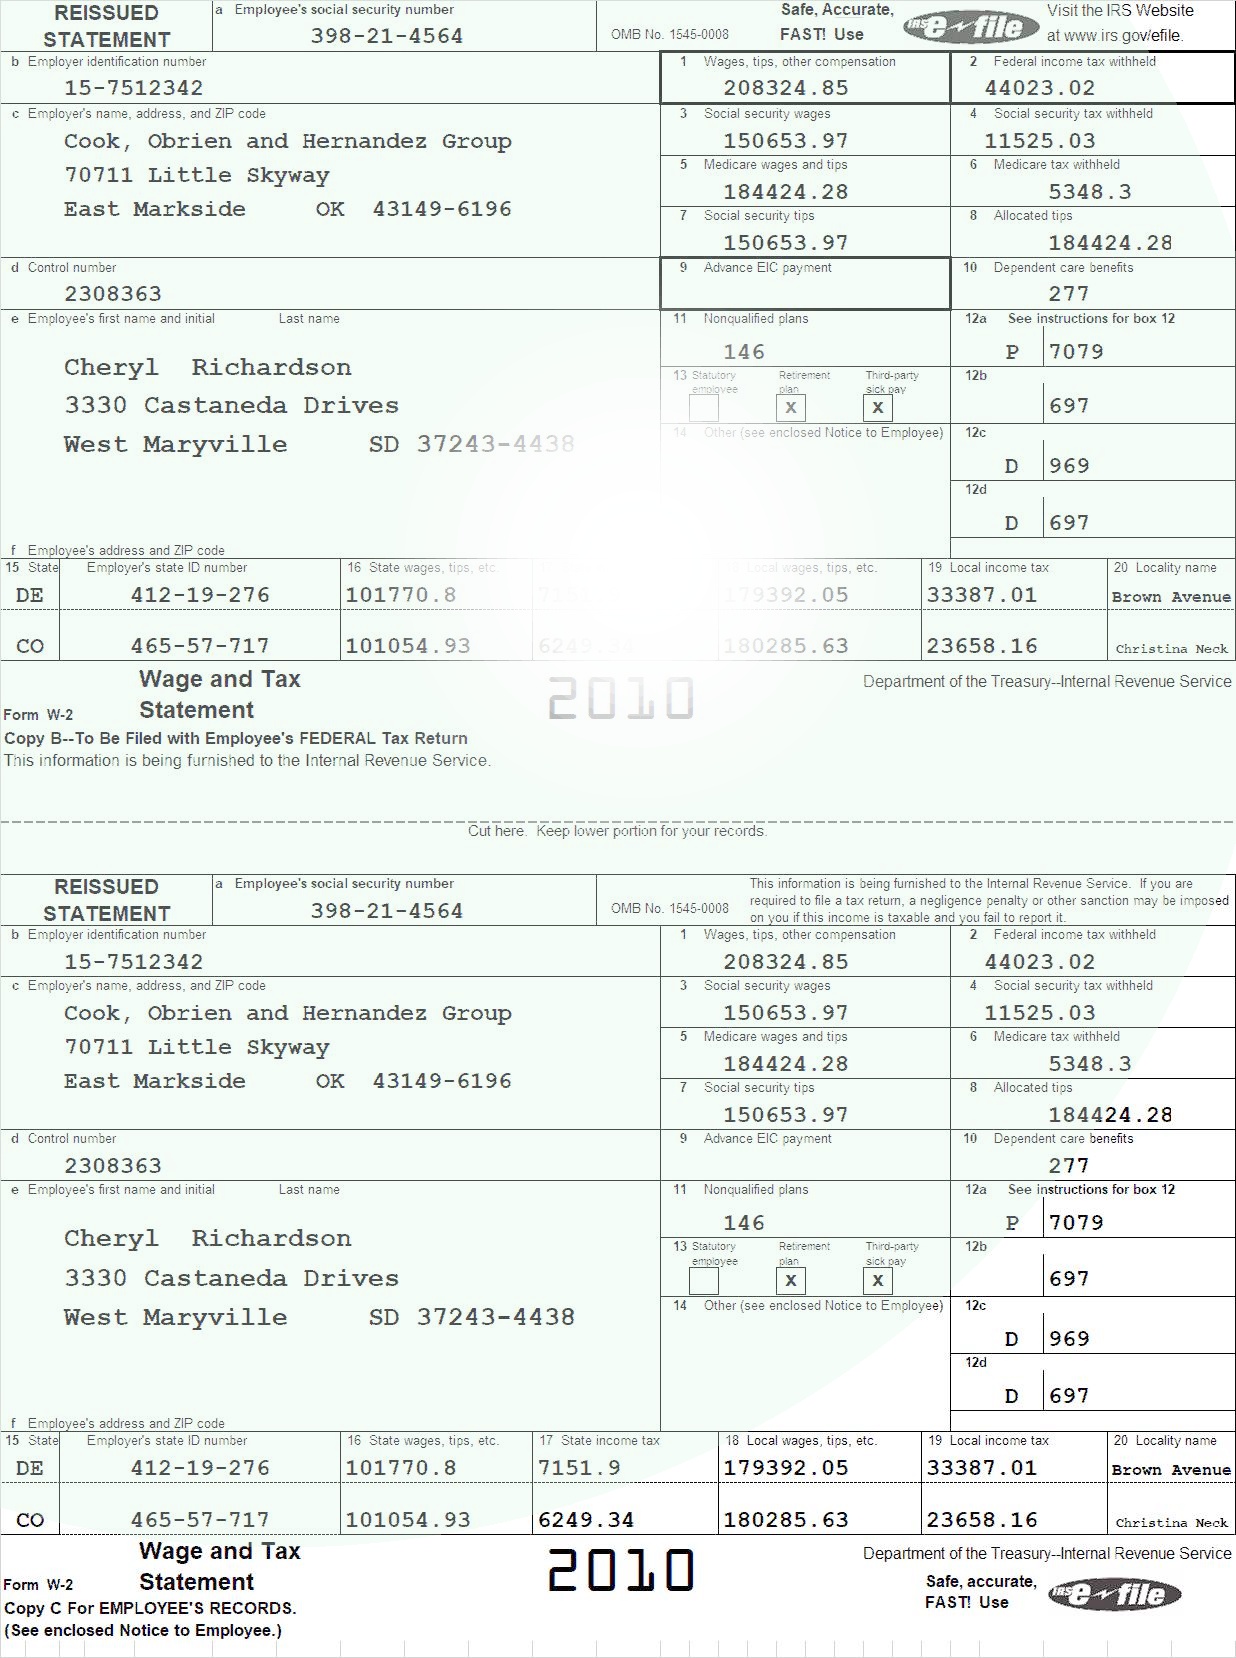 REISSUED STATEMENT
a Employee's social security number
398-21-4564
OMB No. 1545-0008
Safe, Accurate, FAST! Use
IRS e-file
Visit the IRS Website at www.irs.gov/efile.
b Employer identification number
15-7512342
1 Wages, tips, other compensation
208324.85
2 Federal income tax withheld
44023.02
c Employer's name, address, and ZIP code
Cook, Obrien and Hernandez Group
70711 Little Skyway
East Markside OK 43149-6196
3 Social security wages
150653.97
4 Social security tax withheld
11525.03
5 Medicare wages and tips
184424.28
6 Medicare tax withheld
5348.3
7 Social security tips
150653.97
8 Allocated tips
184424.28
d Control number
2308363
9 Advance EIC payment
10 Dependent care benefits
277
e Employee's first name and initial Last name
Cheryl Richardson
3330 Castaneda Drives
West Maryville SD 37243-4438
11 Nonqualified plans
146
12a See instructions for box 12
P 7079
13 Statutory employee Retirement plan Third-party sick pay
X X
12b
697
14 Other (see enclosed Notice to Employee)
12c
D 969
12d
D 697
f Employee's address and ZIP code
15 State Employer's state ID number 16 State wages, tips, etc. Local wages, tips, etc. 19 Local income tax 20 Locality name
DE 412-19-276 101770.8 7151 179392.05 33387.01 Brown Avenue
CO 465-57-717 101054.93 6249.34 180285.63 23658.16 Christina Neck
Wage and Tax
Statement
Form W-2
2010
Department of the Treasury--Internal Revenue Service
Copy B--To Be Filed with Employee's FEDERAL Tax Return
This information is being furnished to the Internal Revenue Service.
Cut here. Keep lower portion for your records.
REISSUED STATEMENT
a Employee's social security number
398-21-4564
OMB No. 1545-0008
This information is being furnished to the Internal Revenue Service. If you are
required to file a tax return, a negligence penalty or other sanction may be imposed
on you if this income is taxable and you fail to report it.
b Employer identification number
15-7512342
1 Wages, tips, other compensation
208324.85
2 Federal income tax withheld
44023.02
c Employer's name, address, and ZIP code
Cook, Obrien and Hernandez Group
70711 Little Skyway
East Markside OK 43149-6196
3 Social security wages
150653.97
4 Social security tax withheld
11525.03
5 Medicare wages and tips
184424.28
6 Medicare tax withheld
5348.3
7 Social security tips
150653.97
8 Allocated tips
184424.28
d Control number
2308363
9 Advance EIC payment
10 Dependent care benefits
277
e Employee's first name and initial Last name
Cheryl Richardson
3330 Castaneda Drives
West Maryville SD 37243-4438
11 Nonqualified plans
146
12a See instructions for box 12
P 7079
13 Statutory employee Retirement plan Third-party sick pay
X X
12b
697
14 Other (see enclosed Notice to Employee)
12c
D 969
12d
D 697
f Employee's address and ZIP code
15 State Employer's state ID number 16 State wages, tips, etc. 17 State income tax 18 Local wages, tips, etc. 19 Local income tax 20 Locality name
DE 412-19-276 101770.8 7151.9 179392.05 33387.01 Brown Avenue
CO 465-57-717 101054.93 6249.34 180285.63 23658.16 Christina Neck
Wage and Tax
Statement
Form W-2
2010
Department of the Treasury--Internal Revenue Service
Safe, accurate,
FAST! Use
IRS e-file
Copy C For EMPLOYEE'S RECORDS.
(See enclosed Notice to Employee.)